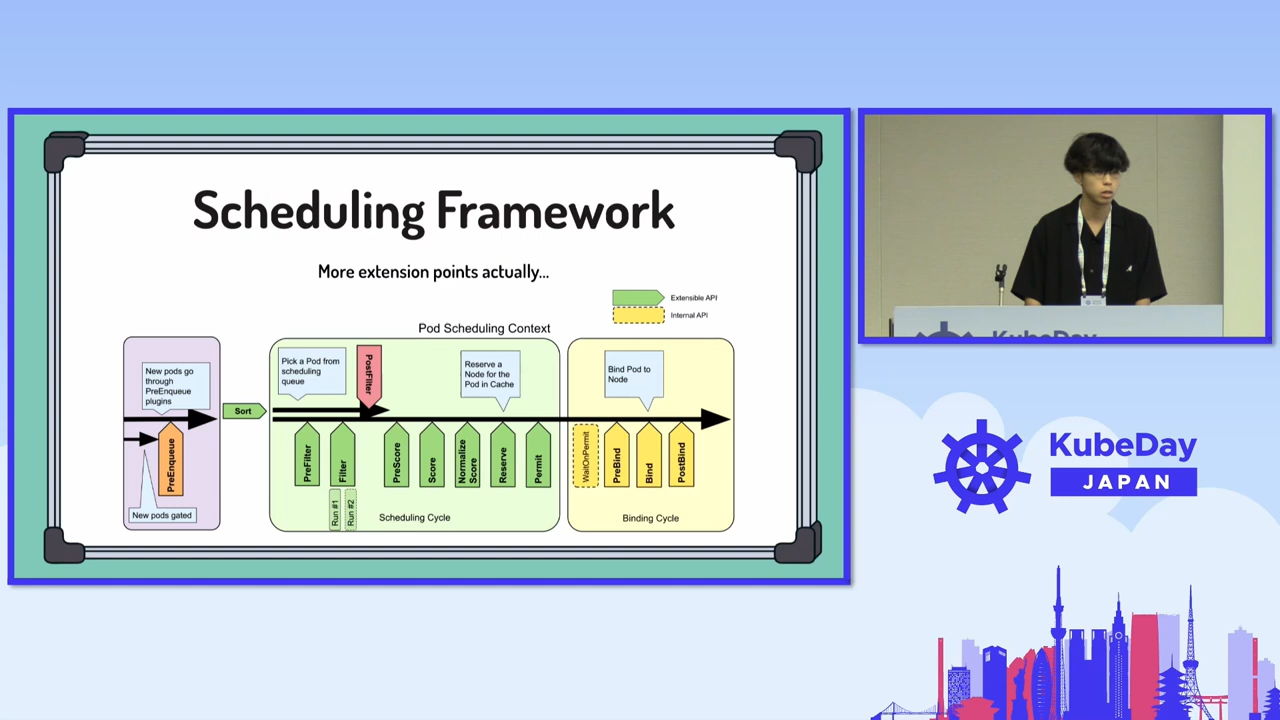 Scheduling Framework
More extension points actually...
Extensible API
Internal API
Pod Scheduling Context
New pods go
through
PreEnqueue
plugins
PreEnqueue
New pods gated
Sort
Pick a Pod from
scheduling
queue
PostFilter
Reserve a
Node for the
Pod in Cache
PreFilter
Filter
Run #1
Run #2
PreScore
Score
Normalize
Score
Reserve
Permit
Scheduling Cycle
Bind Pod to
Node
WaitOnPermit
PreBind
Bind
PostBind
Binding Cycle
KubeDay
KubeDay
JAPAN